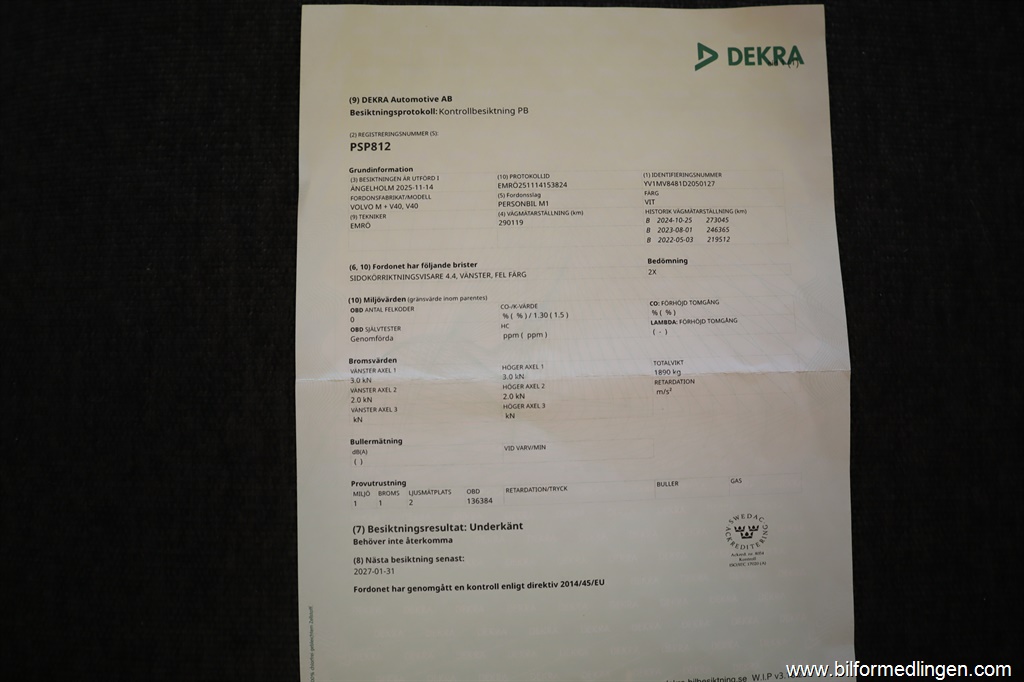 DEKRA
(9) DEKRA Automotive AB
Besiktningsprotokoll: Kontrollbesiktning PB
(2) REGISTRERINGSNUMMER (S):
PSP812
Grundinformation
(3) BESIKTNINGEN ÄR UTFÖRD I
ÄNGELHOLM 2025-11-14
(10) PROTOKOLLID
EMRÖ251114153824
(1) IDENTIFIERINGSNUMMER
YV1MV8481D2050127
FORDONSFABRIKAT/MODELL
VOLVO M + V40, V40
(5) Fordonsslag
PERSONBIL M1
FÄRG
VIT
(9) TEKNIKER
EMRÖ
(4) VÄGMÄTARSTÄLLNING (km)
290119
HISTORIK VÄGMÄTARSTÄLLNING (km)
B 2024-10-25 273045
B 2023-08-01 246365
B 2022-05-03 219512
(6, 10) Fordonet har följande brister
Bedömning
SIDOKÖRRIKTNINGSVISARE 4.4, VÄNSTER, FEL FÄRG
2X
(10) Miljövärden (gränsvärde inom parentes)
OBD ANTAL FELKODER
0
CO-/K-VÄRDE
% ( % ) / 1.30 ( 1.5 )
CO: FÖRHÖJD TOMGÅNG
% ( % )
OBD SJÄLVTESTER
Genomförda
HC
ppm ( ppm )
LAMBDA: FÖRHÖJD TOMGÅNG
( - )
Bromsvärden
VÄNSTER AXEL 1
3.0 kN
HÖGER AXEL 1
3.0 kN
TOTALVIKT
1890 kg
VÄNSTER AXEL 2
2.0 kN
HÖGER AXEL 2
2.0 kN
RETARDATION
m/s²
VÄNSTER AXEL 3
kN
HÖGER AXEL 3
kN
Bullermätning
dB(A)
( )
VID VARV/MIN
Provutrustning
MILJÖ BROMS LJUSMÄTPLATS OBD RETARDATION/TRYCK BULLER GAS
1 1 2 136384
(7) Besiktningsresultat: Underkänt
Behöver inte återkomma
(8) Nästa besiktning senast:
2027-01-31
Fordonet har genomgått en kontroll enligt direktiv 2014/45/EU
SWEDAC
ACKREDITERING
Kontroll
W.I.P
www.bilformedlingen.com